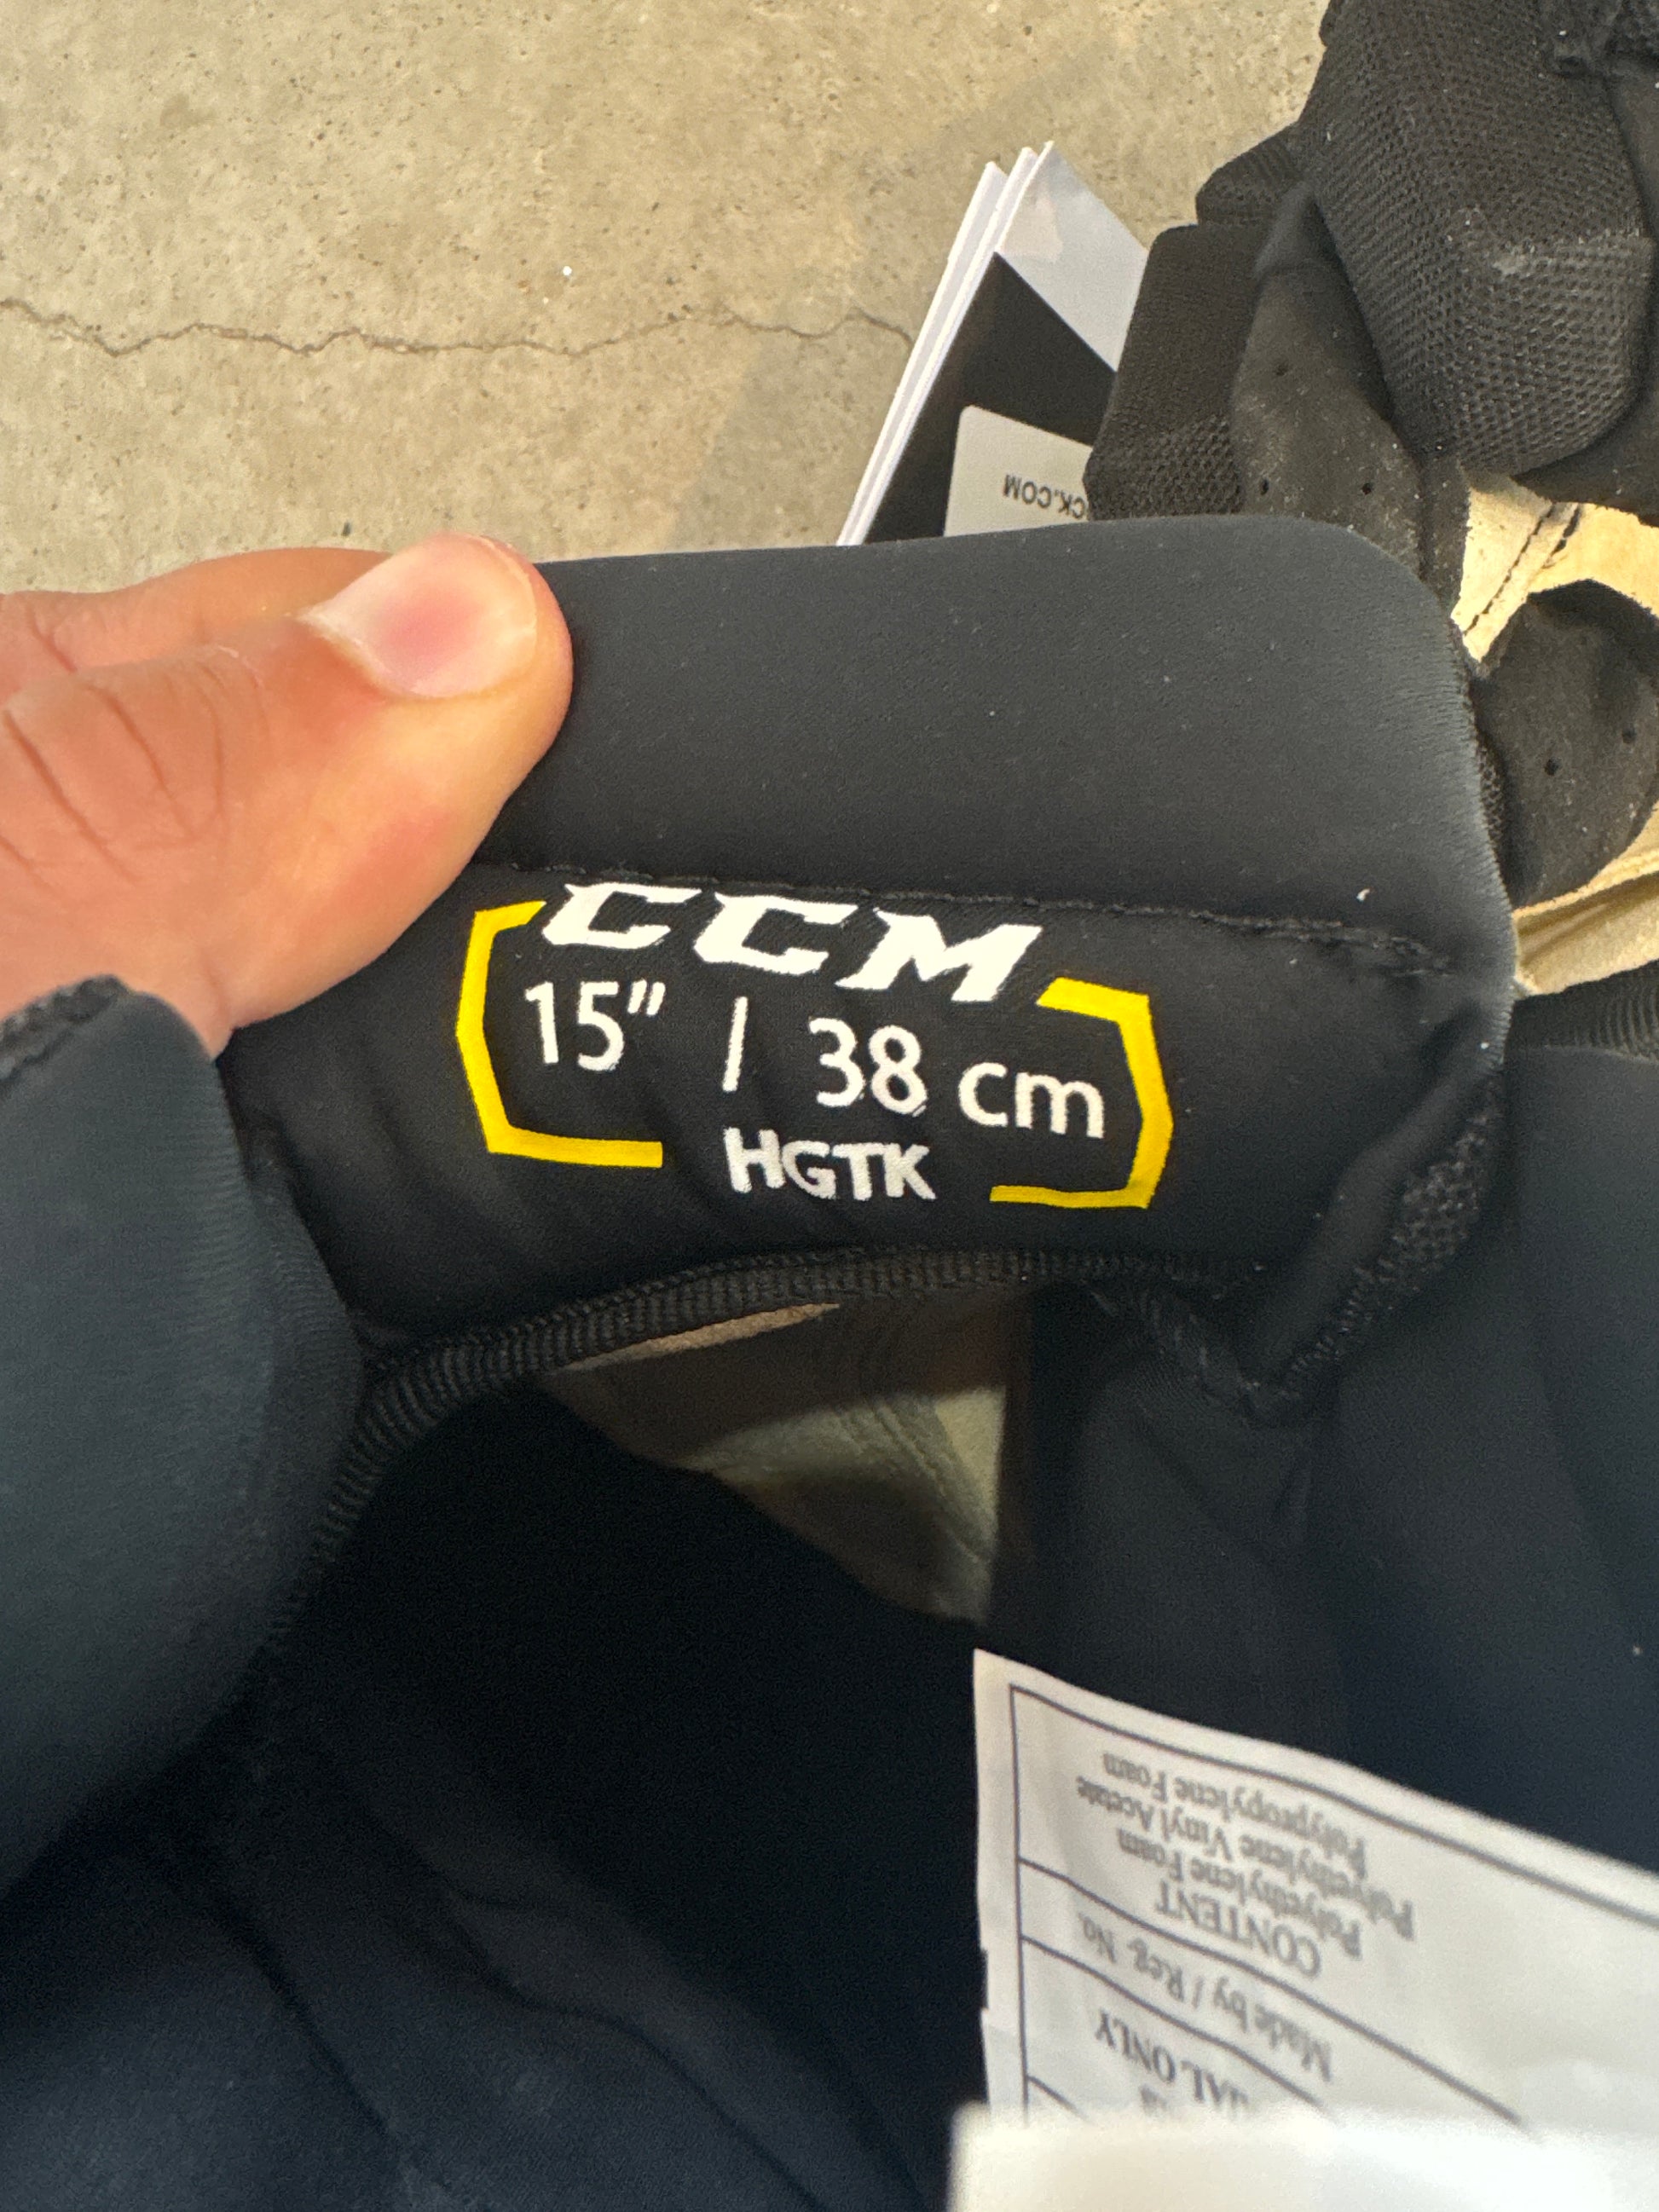 CCM
15" | 38 cm
HGTK
CK.COM
AL ONLY
Made by / Reg. No.
CONTENT
Polyethylene Foam
Polyethylene Vinyl Acetate
Polypropylene Foam